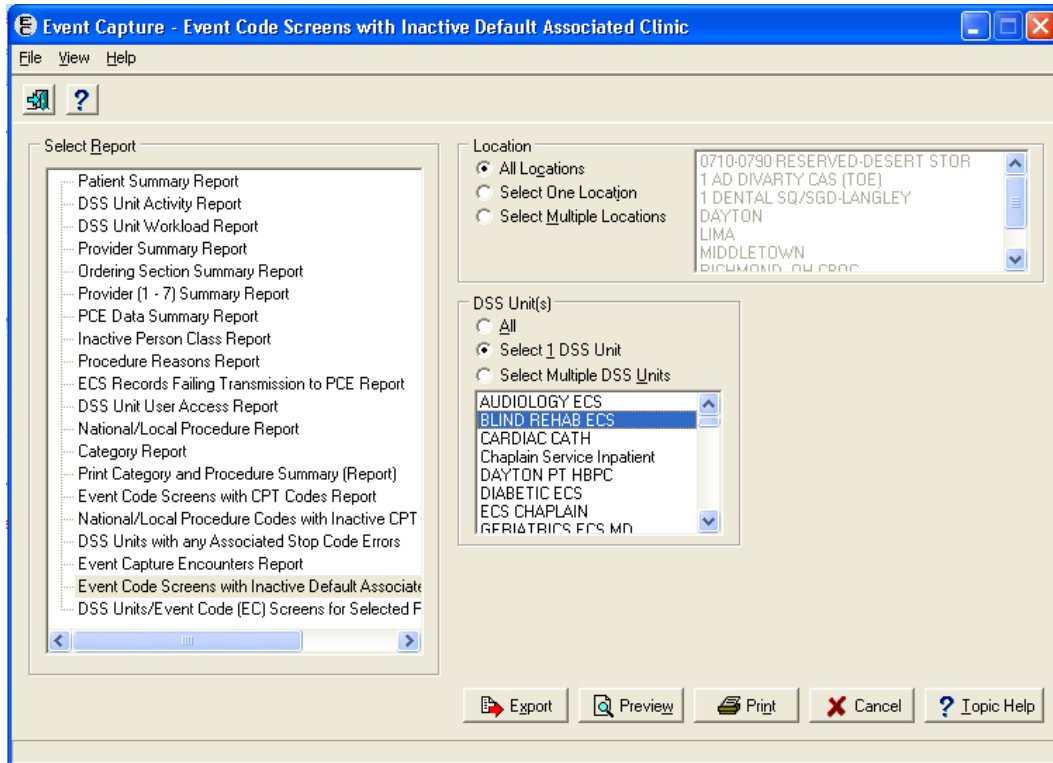 Event Capture - Event Code Screens with Inactive Default Associated Clinic
File View Help
Select Report
Patient Summary Report
DSS Unit Activity Report
DSS Unit Workload Report
Provider Summary Report
Ordering Section Summary Report
Provider (1 - 7) Summary Report
PCE Data Summary Report
Inactive Person Class Report
Procedure Reasons Report
ECS Records Failing Transmission to PCE Report
DSS Unit User Access Report
National/Local Procedure Report
Category Report
Print Category and Procedure Summary (Report)
Event Code Screens with CPT Codes Report
National/Local Procedure Codes with Inactive CPT
DSS Units with any Associated Stop Code Errors
Event Capture Encounters Report
Event Code Screens with Inactive Default Associate
DSS Units/Event Code (EC) Screens for Selected F
Location
All Locations
Select One Location
Select Multiple Locations
0710-0790 RESERVED-DESERT STOR
1 AD DIVARTY CAS (TOE)
1 DENTAL SQ/SGD-LANGLEY
DAYTON
LIMA
MIDDLETOWN
RICHMOND, OH CBOC
DSS Unit(s)
All
Select 1 DSS Unit
Select Multiple DSS Units
AUDIOLOGY ECS
BLIND REHAB ECS
CARDIAC CATH
Chaplain Service Inpatient
DAYTON PT HBPC
DIABETIC ECS
ECS CHAPLAIN
GERIATRICS ECS MD
Export Preview Print Cancel Topic Help